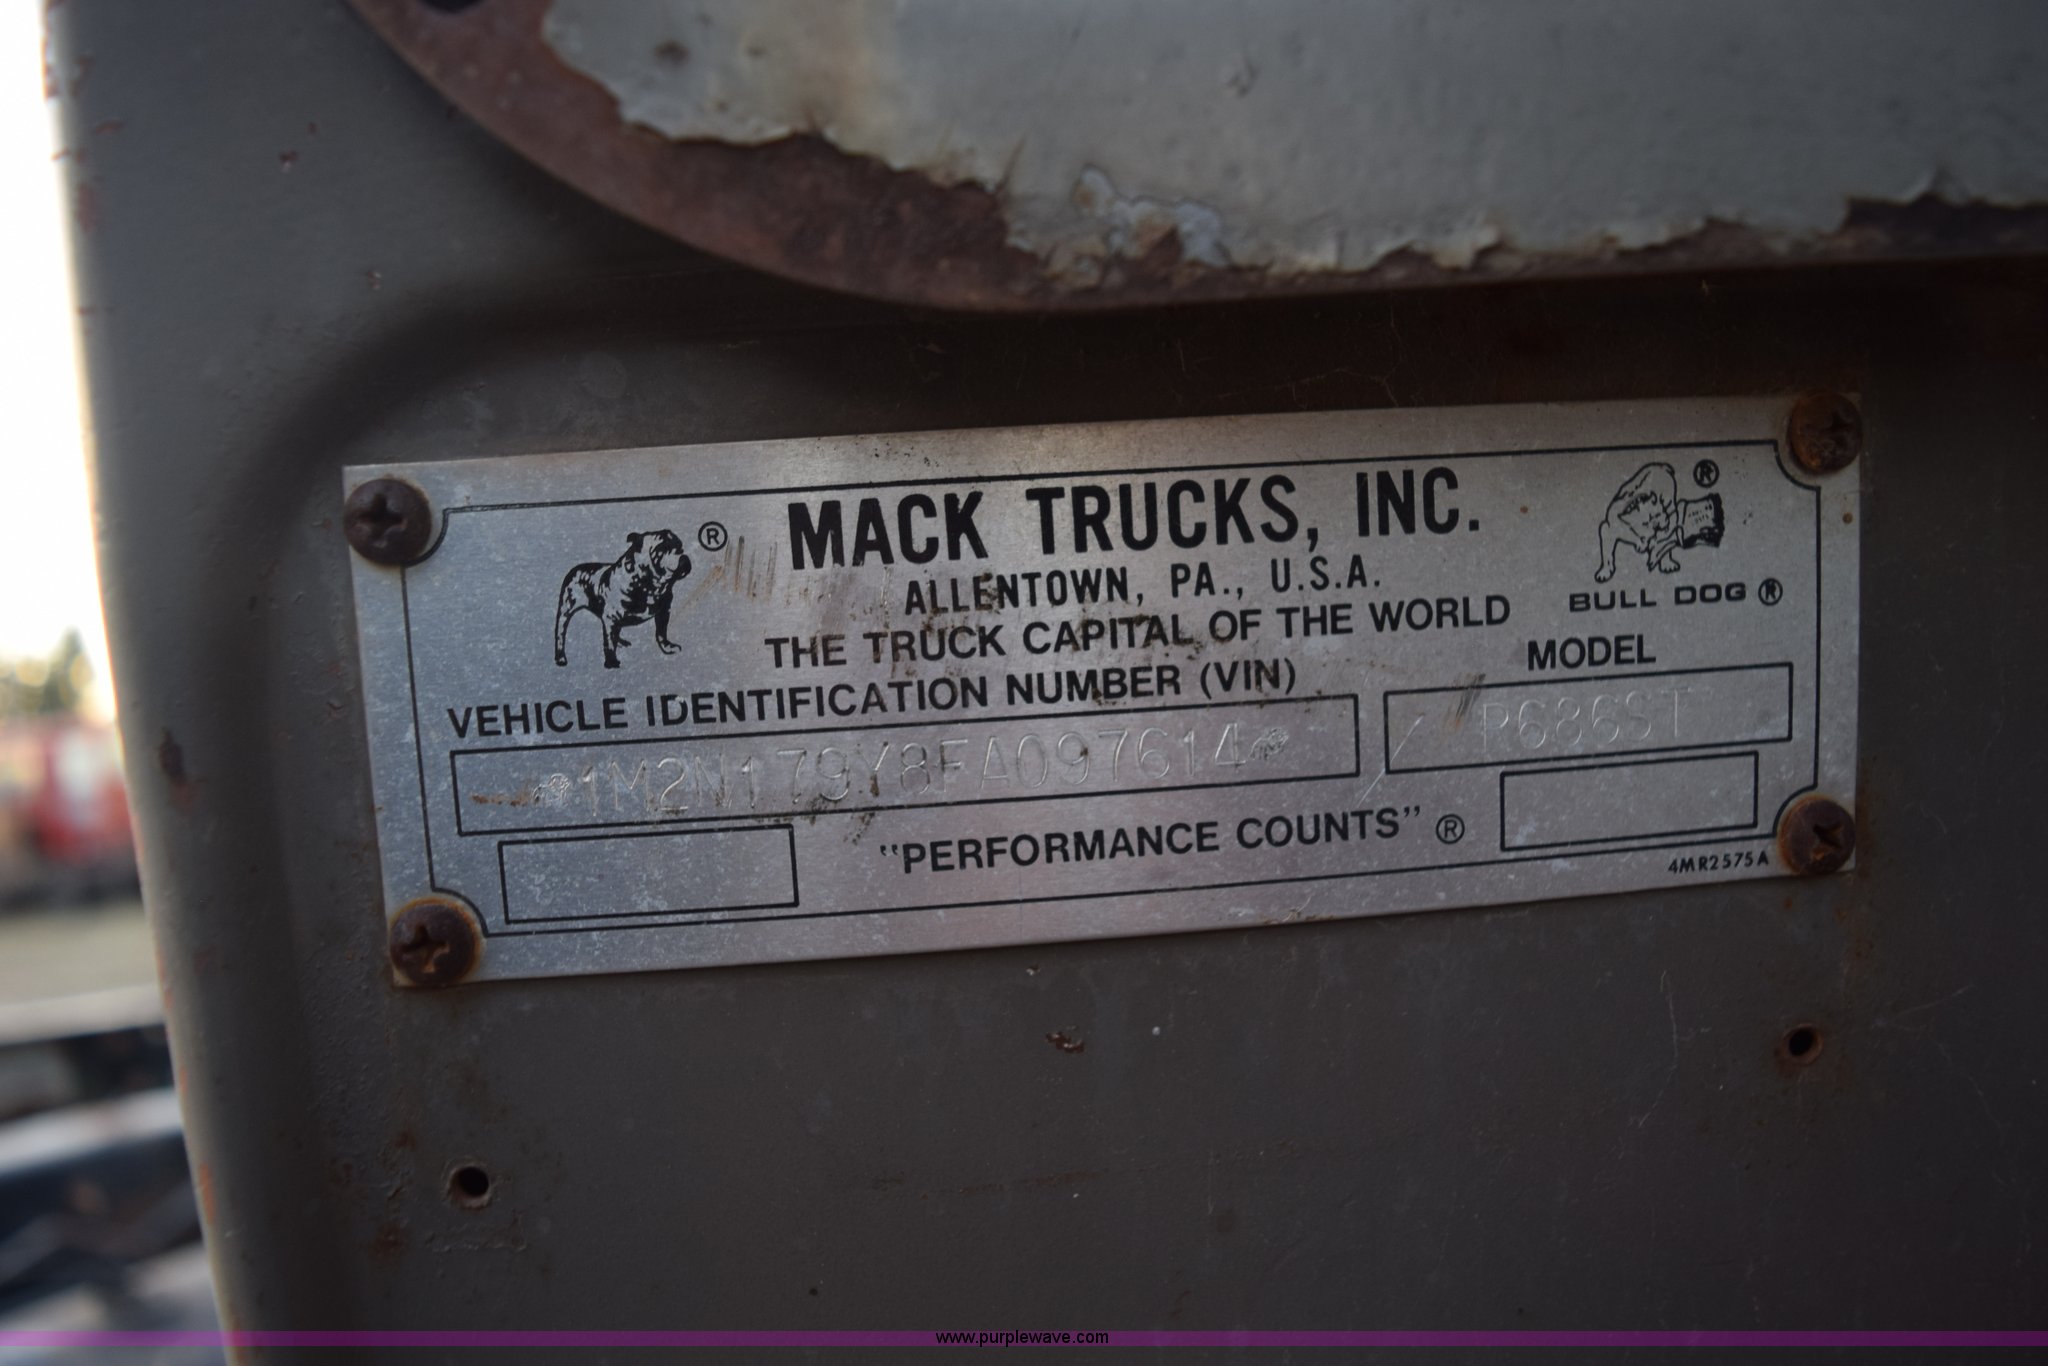 MACK TRUCKS, INC.
ALLENTOWN, PA., U.S.A.
THE TRUCK CAPITAL OF THE WORLD
®
®
BULL DOG ®
VEHICLE IDENTIFICATION NUMBER (VIN)
MODEL
1M2N179Y8FA097614
P686ST
"PERFORMANCE COUNTS" ®
4MR2575A
www.purplewave.com